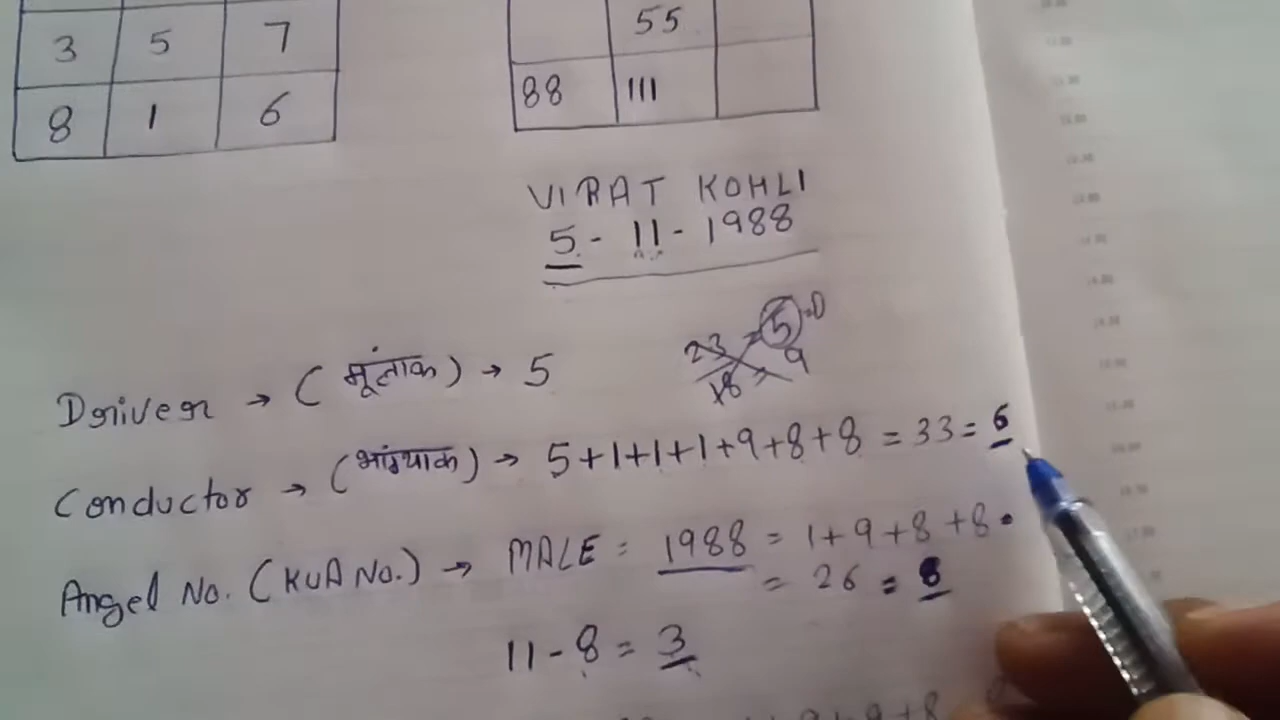 3 5 7
55
8 1 6
88 111
VIRAT KOHLI
5 - 11 - 1988
23 = 5 = D
18 = 9
Driver → (मूलांक) → 5
Conductor → (भाग्यांक) → 5+1+1+1+9+8+8 = 33 = 6
Angel No. (KUA No.) → MALE = 1988 = 1+9+8+8
= 26 = 8
11 - 8 = 3